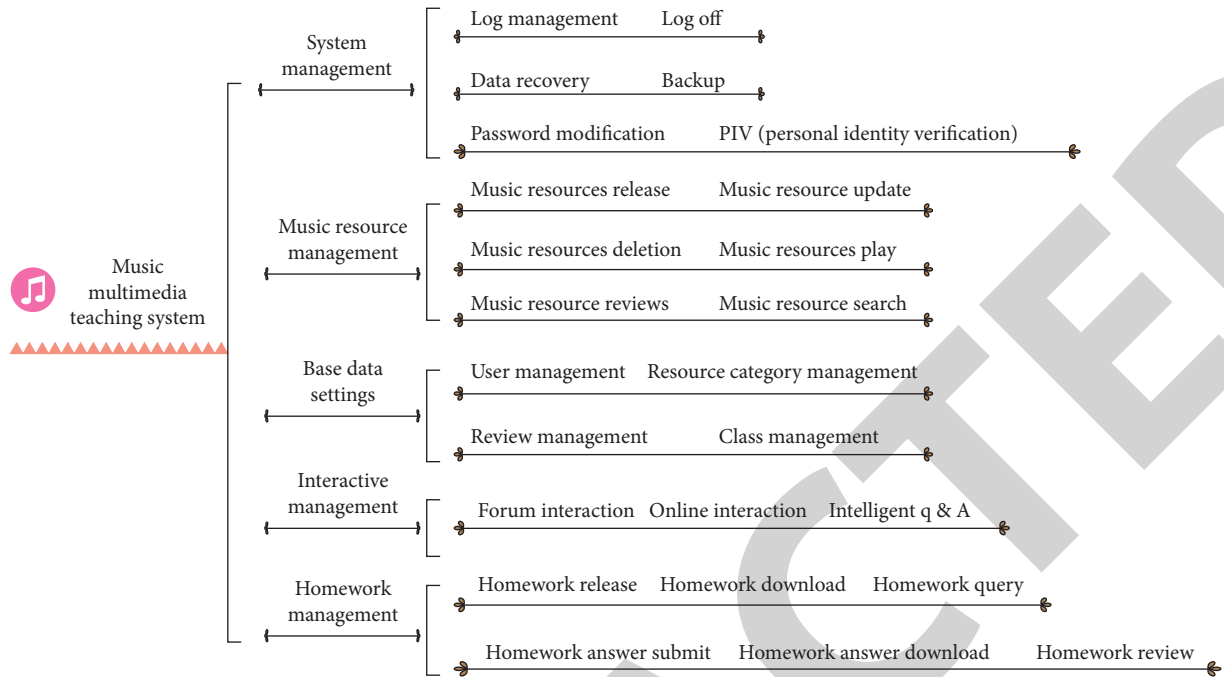 Music
multimedia
teaching system
System
management
Log management Log off
Data recovery Backup
Password modification PIV (personal identity verification)
Music resource
management
Music resources release Music resource update
Music resources deletion Music resources play
Music resource reviews Music resource search
Base data
settings
User management Resource category management
Review management Class management
Interactive
management
Forum interaction Online interaction Intelligent q & A
Homework
management
Homework release Homework download Homework query
Homework answer submit Homework answer download Homework review
CTED